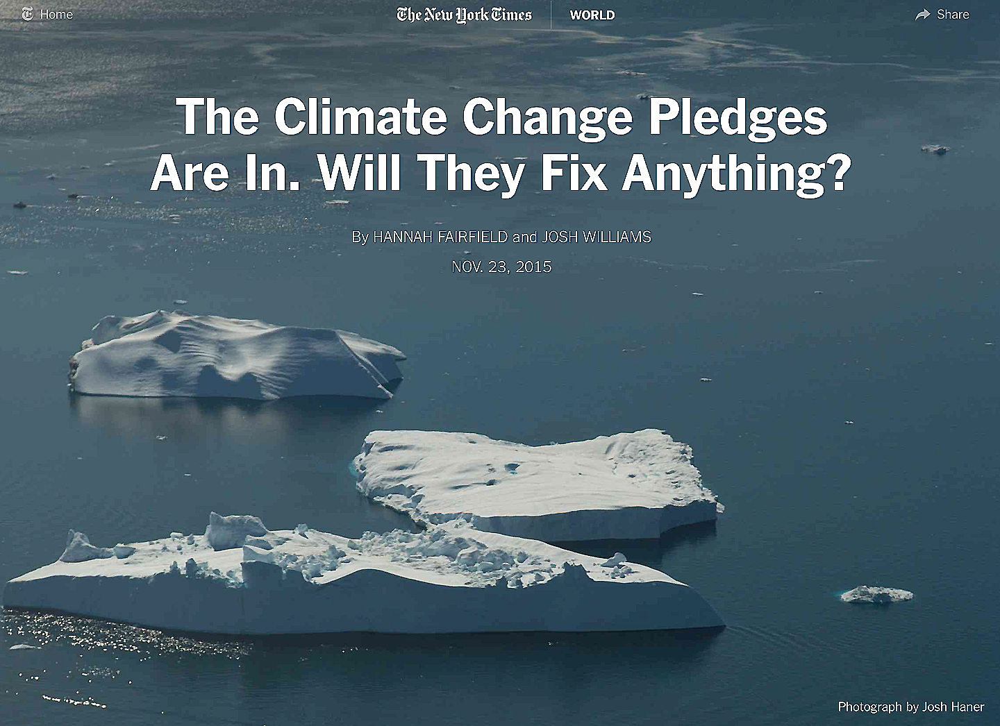 Home
The New York Times
WORLD
Share
The Climate Change Pledges
Are In. Will They Fix Anything?
By HANNAH FAIRFIELD and JOSH WILLIAMS
NOV. 23, 2015
Photograph by Josh Haner